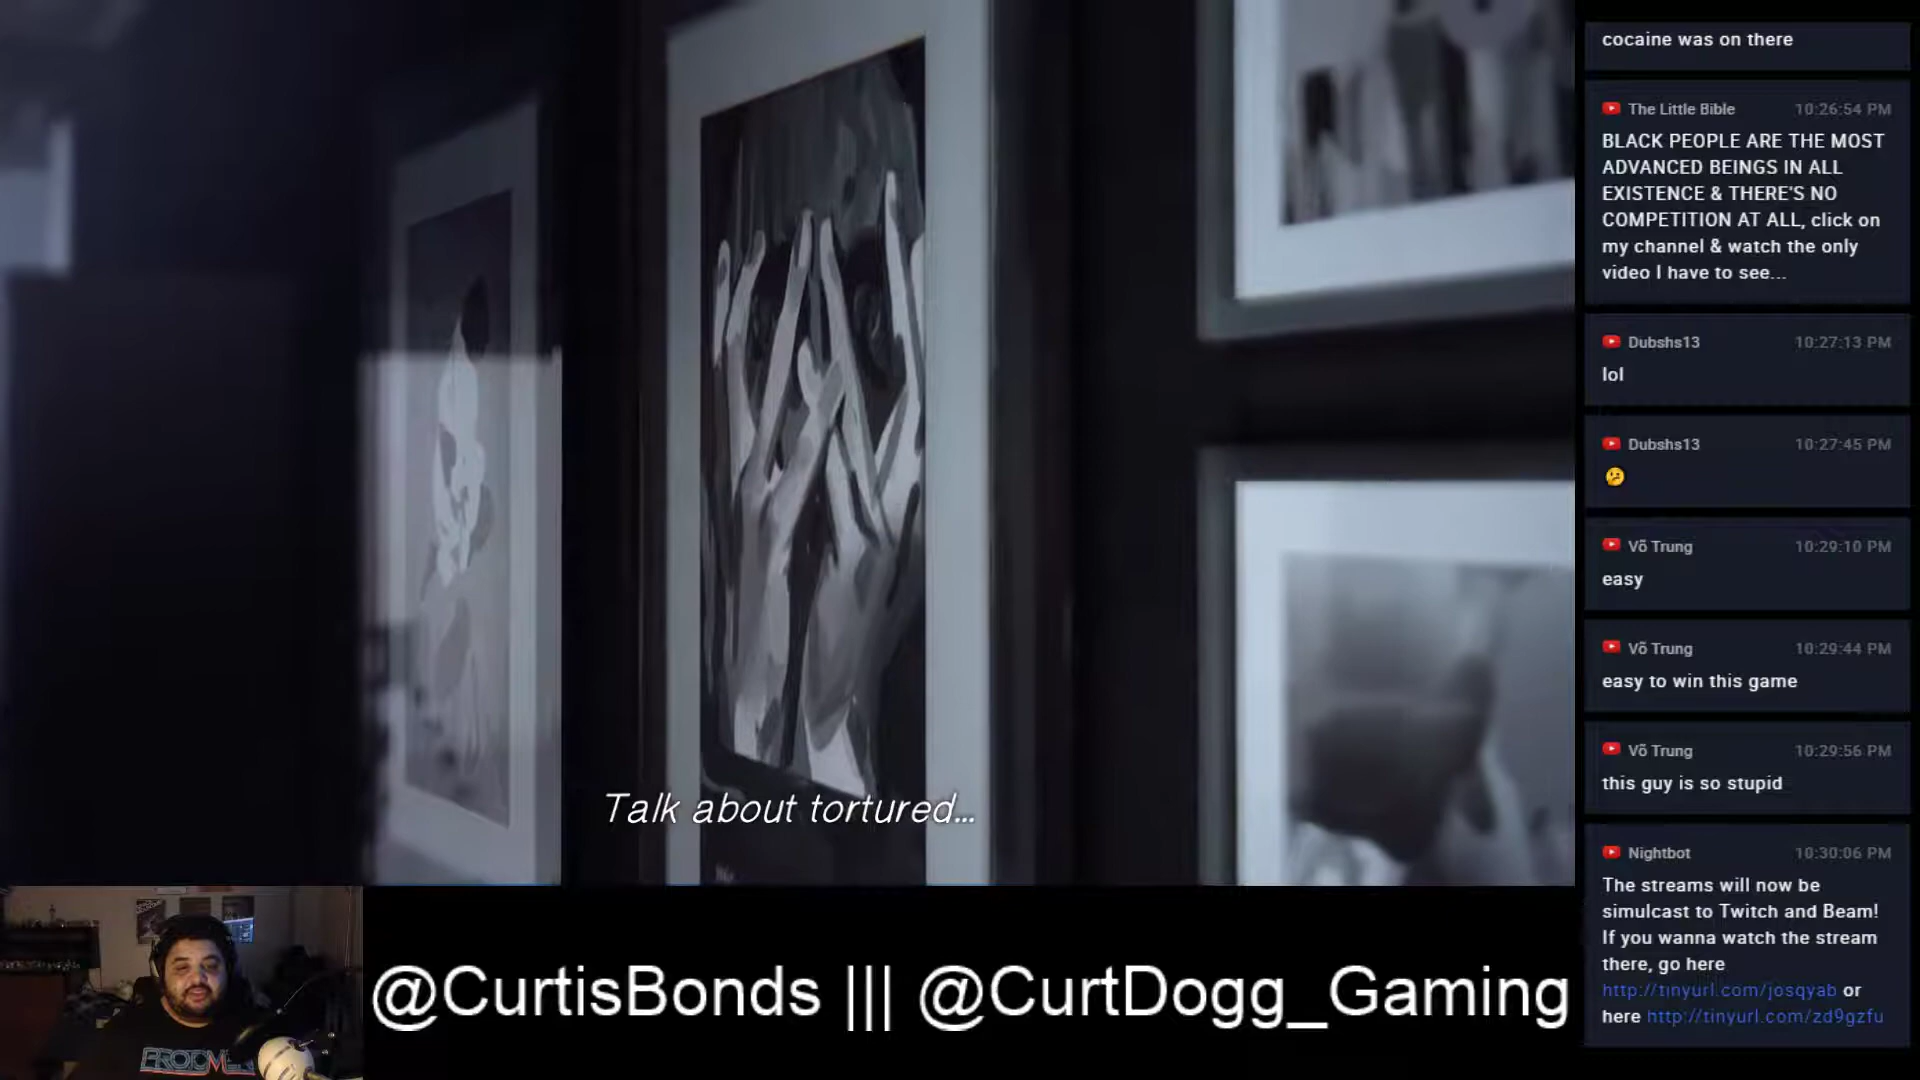 cocaine was on there
The Little Bible 10:26:54 PM
BLACK PEOPLE ARE THE MOST
ADVANCED BEINGS IN ALL
EXISTENCE & THERE'S NO
COMPETITION AT ALL, click on
my channel & watch the only
video I have to see...
Dubshs13 10:27:13 PM
lol
Dubshs13 10:27:45 PM
🤔
Võ Trung 10:29:10 PM
easy
Võ Trung 10:29:44 PM
easy to win this game
Võ Trung 10:29:56 PM
this guy is so stupid
Nightbot 10:30:06 PM
The streams will now be
simulcast to Twitch and Beam!
If you wanna watch the stream
there, go here
http://tinyurl.com/josqyab or
here http://tinyurl.com/zd9gzfu
Talk about tortured...
@CurtisBonds ||| @CurtDogg_Gaming